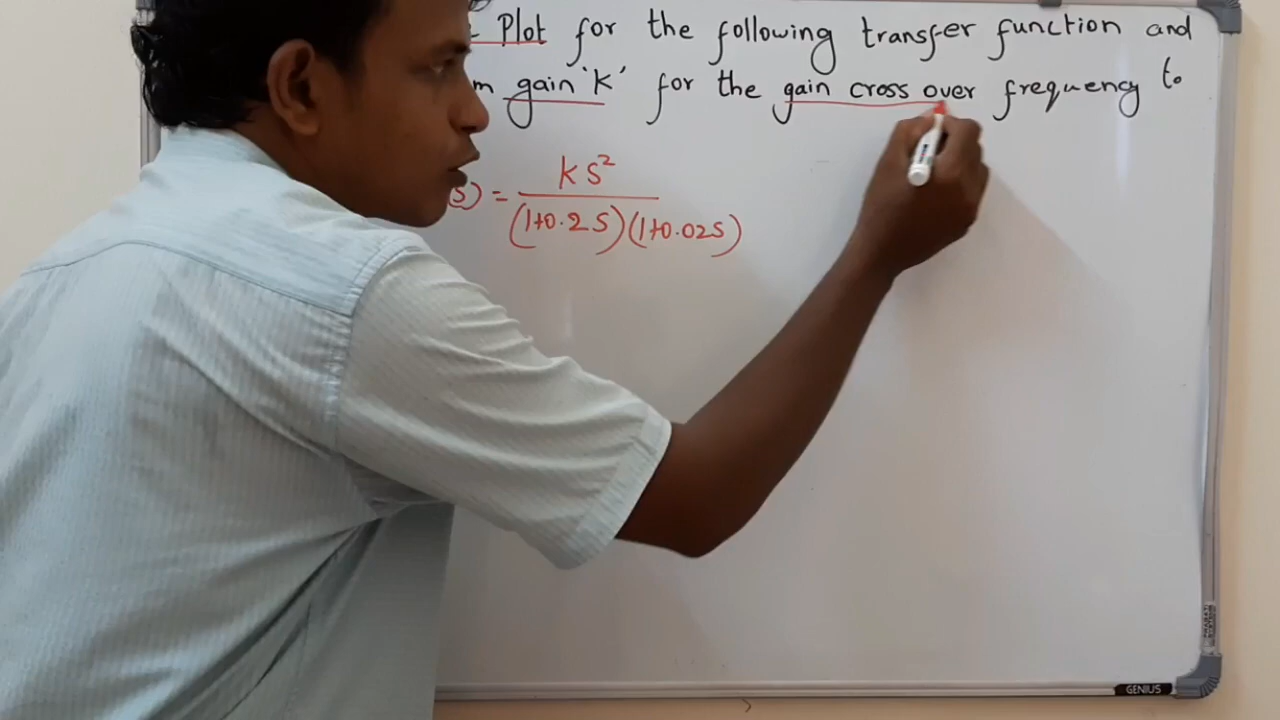 - Plot for the following transfer function and
m gain 'K' for the gain cross over frequency to
(S) = KS² / (1+0.2S)(1+0.02S)
GENIUS